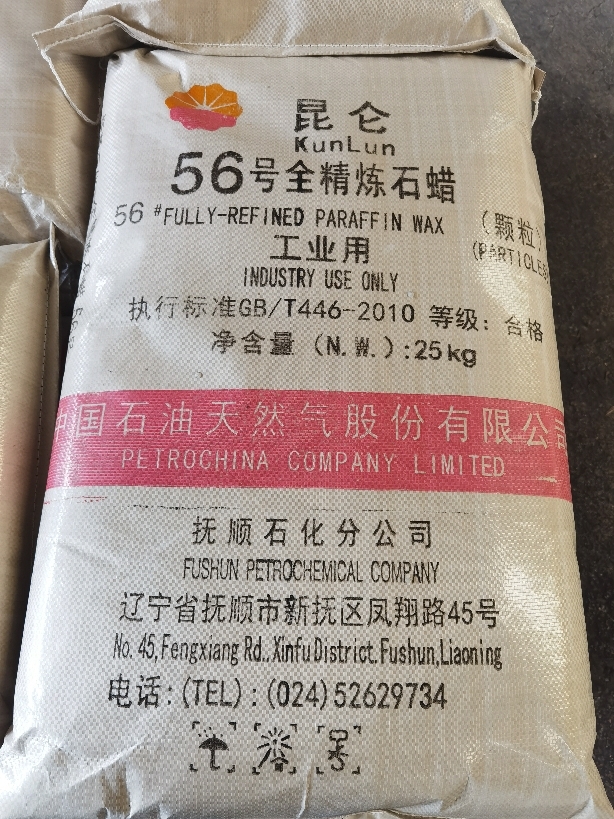 昆仑
KunLun
56号全精炼石蜡
56 #FULLY-REFINED PARAFFIN WAX
(颗粒)
(PARTICLES)
工业用
INDUSTRY USE ONLY
执行标准GB/T446-2010 等级: 合格
净含量 (N.W.):25kg
中国石油天然气股份有限公司
PETROCHINA COMPANY LIMITED
抚顺石化分公司
FUSHUN PETROCHEMICAL COMPANY
辽宁省抚顺市新抚区凤翔路45号
No. 45,Fengxiang Rd..XinfuDistrict.Fushun,Liaoning
电话:(TEL):(024)52629734